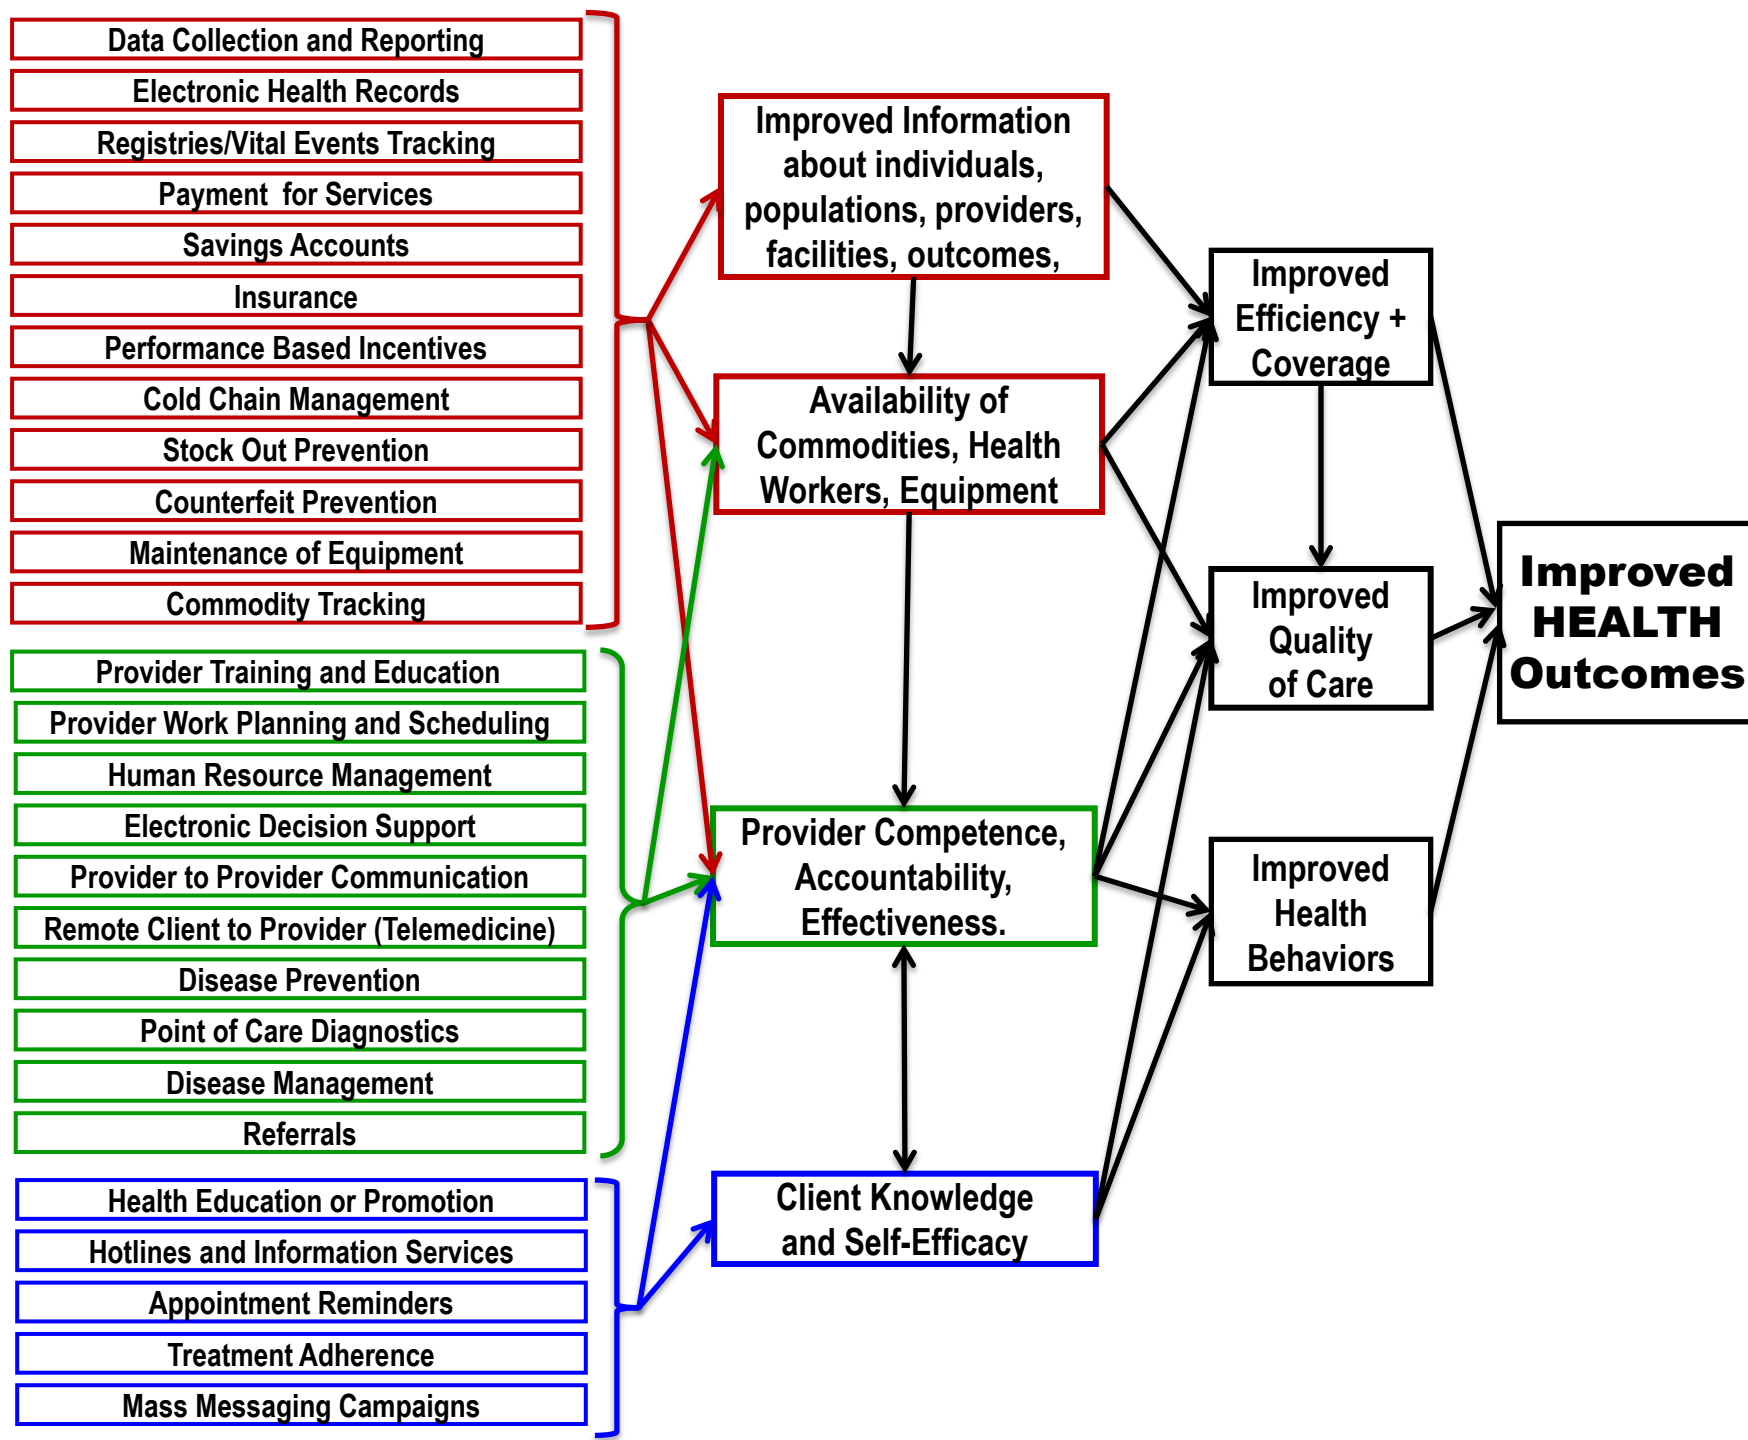 Data Collection and Reporting
Electronic Health Records
Registries/Vital Events Tracking
Payment  for Services
Savings Accounts
Insurance
Performance Based Incentives
Cold Chain Management
Stock Out Prevention
Counterfeit Prevention
Maintenance of Equipment
Commodity Tracking
Provider Training and Education
Provider Work Planning and Scheduling
Human Resource Management
Electronic Decision Support
Provider to Provider Communication
Remote Client to Provider (Telemedicine)
Disease Prevention
Point of Care Diagnostics
Disease Management
Referrals
Health Education or Promotion
Hotlines and Information Services
Appointment Reminders
Treatment Adherence
Mass Messaging Campaigns
Improved Information
about individuals,
populations, providers,
facilities, outcomes,
Availability of
Commodities, Health
Workers, Equipment
Provider Competence,
Accountability,
Effectiveness.
Client Knowledge
and Self-Efficacy
Improved
Efficiency +
Coverage
Improved
Quality
of Care
Improved
Health
Behaviors
Improved
HEALTH
Outcomes